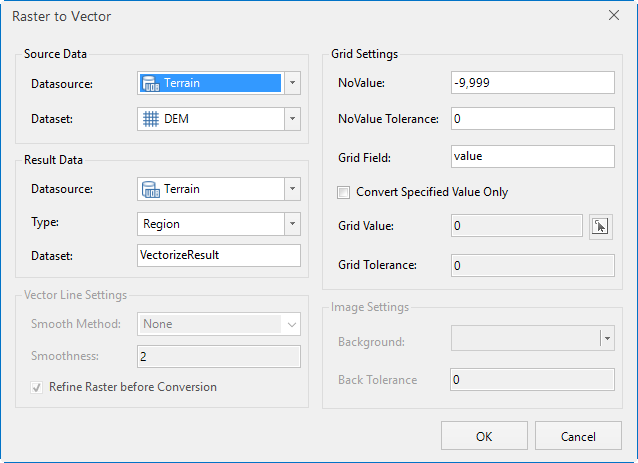 Raster to Vector
Source Data
Datasource: Terrain
Dataset: DEM
Result Data
Datasource: Terrain
Type: Region
Dataset: VectorizeResult
Vector Line Settings
Smooth Method: None
Smoothness: 2
Refine Raster before Conversion
Grid Settings
NoValue: -9,999
NoValue Tolerance: 0
Grid Field: value
Convert Specified Value Only
Grid Value: 0
Grid Tolerance: 0
Image Settings
Background:
Back Tolerance 0
OK Cancel